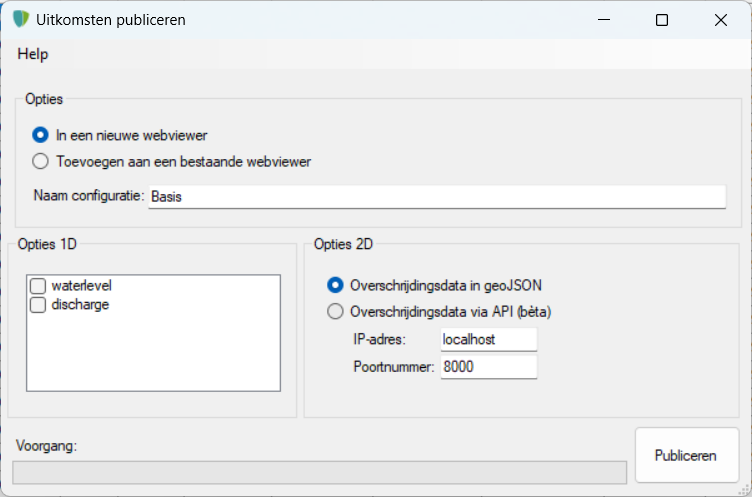 Uitkomsten publiceren
Help
Opties
In een nieuwe webviewer
Toevoegen aan een bestaande webviewer
Naam configuratie: Basis
Opties 1D
waterlevel
discharge
Opties 2D
Overschrijdingsdata in geoJSON
Overschrijdingsdata via API (bèta)
IP-adres: localhost
Poortnummer: 8000
Voorgang:
Publiceren